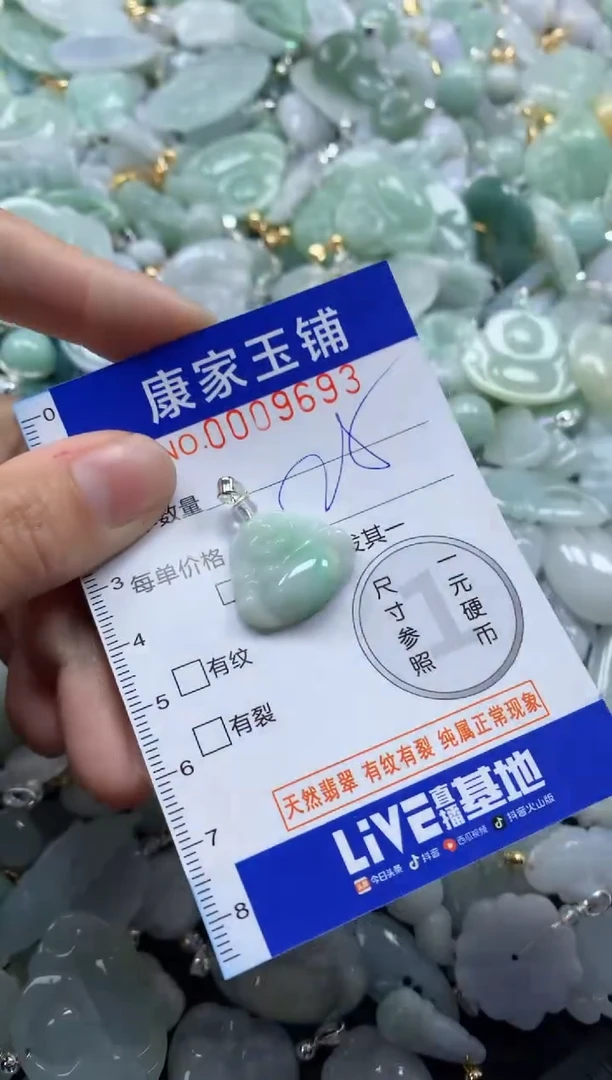 康家玉铺
NO.0009693
数量
每单价格
发其一
有纹
有裂
0
3
4
5
6
7
8
一元硬币
尺寸参照
1
天然翡翠 有纹有裂 纯属正常现象
LiVE直播基地
今日头条 抖音 西瓜视频 抖音火山版